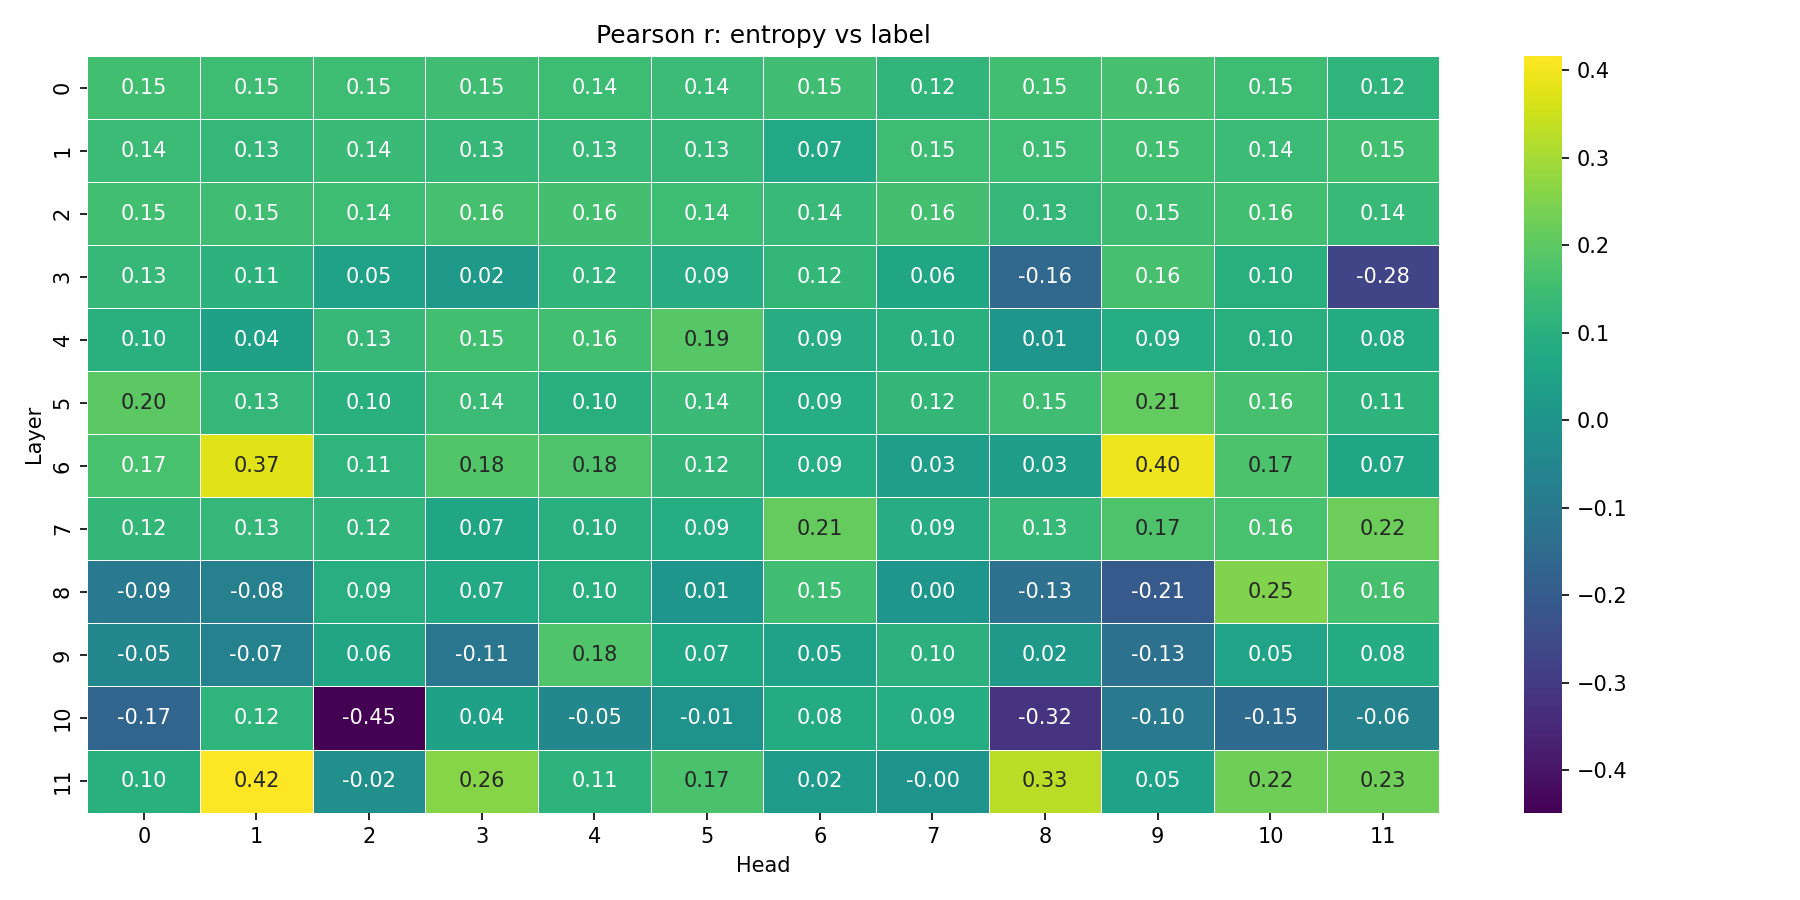 Pearson r: entropy vs label
0 0.15 0.15 0.15 0.15 0.14 0.14 0.15 0.12 0.15 0.16 0.15 0.12
1 0.14 0.13 0.14 0.13 0.13 0.13 0.07 0.15 0.15 0.15 0.14 0.15
2 0.15 0.15 0.14 0.16 0.16 0.14 0.14 0.16 0.13 0.15 0.16 0.14
3 0.13 0.11 0.05 0.02 0.12 0.09 0.12 0.06 -0.16 0.16 0.10 -0.28
4 0.10 0.04 0.13 0.15 0.16 0.19 0.09 0.10 0.01 0.09 0.10 0.08
5 0.20 0.13 0.10 0.14 0.10 0.14 0.09 0.12 0.15 0.21 0.16 0.11
6 0.17 0.37 0.11 0.18 0.18 0.12 0.09 0.03 0.03 0.40 0.17 0.07
7 0.12 0.13 0.12 0.07 0.10 0.09 0.21 0.09 0.13 0.17 0.16 0.22
8 -0.09 -0.08 0.09 0.07 0.10 0.01 0.15 0.00 -0.13 -0.21 0.25 0.16
9 -0.05 -0.07 0.06 -0.11 0.18 0.07 0.05 0.10 0.02 -0.13 0.05 0.08
10 -0.17 0.12 -0.45 0.04 -0.05 -0.01 0.08 0.09 -0.32 -0.10 -0.15 -0.06
11 0.10 0.42 -0.02 0.26 0.11 0.17 0.02 -0.00 0.33 0.05 0.22 0.23
0 1 2 3 4 5 6 7 8 9 10 11
Head
Layer
0.4
0.3
0.2
0.1
0.0
−0.1
−0.2
−0.3
−0.4